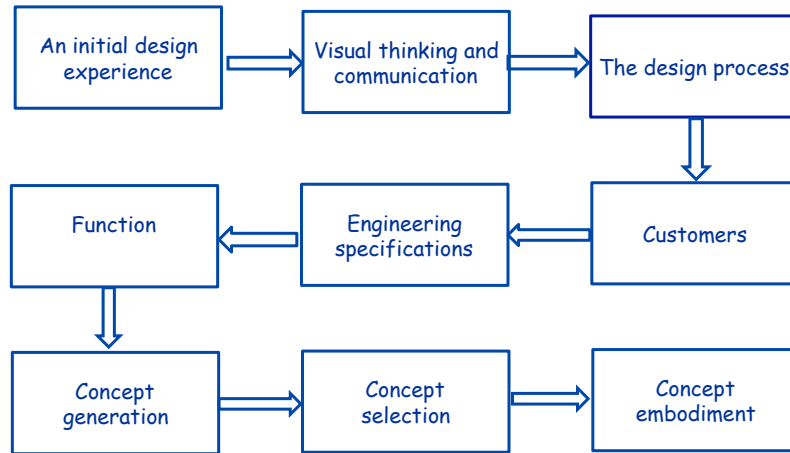 An initial design
experience
Visual thinking and
communication
The design process
Function
Engineering
specifications
Customers
Concept
generation
Concept
selection
Concept
embodiment